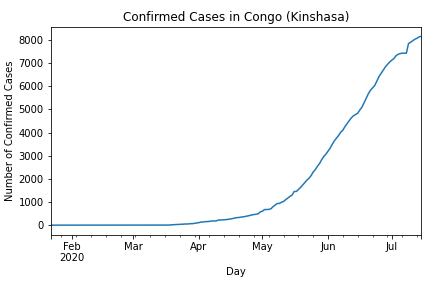 Confirmed Cases in Congo (Kinshasa)
8000
7000
6000
5000
4000
3000
2000
1000
0
Number of Confirmed Cases
Feb Mar Apr May Jun Jul
2020
Day